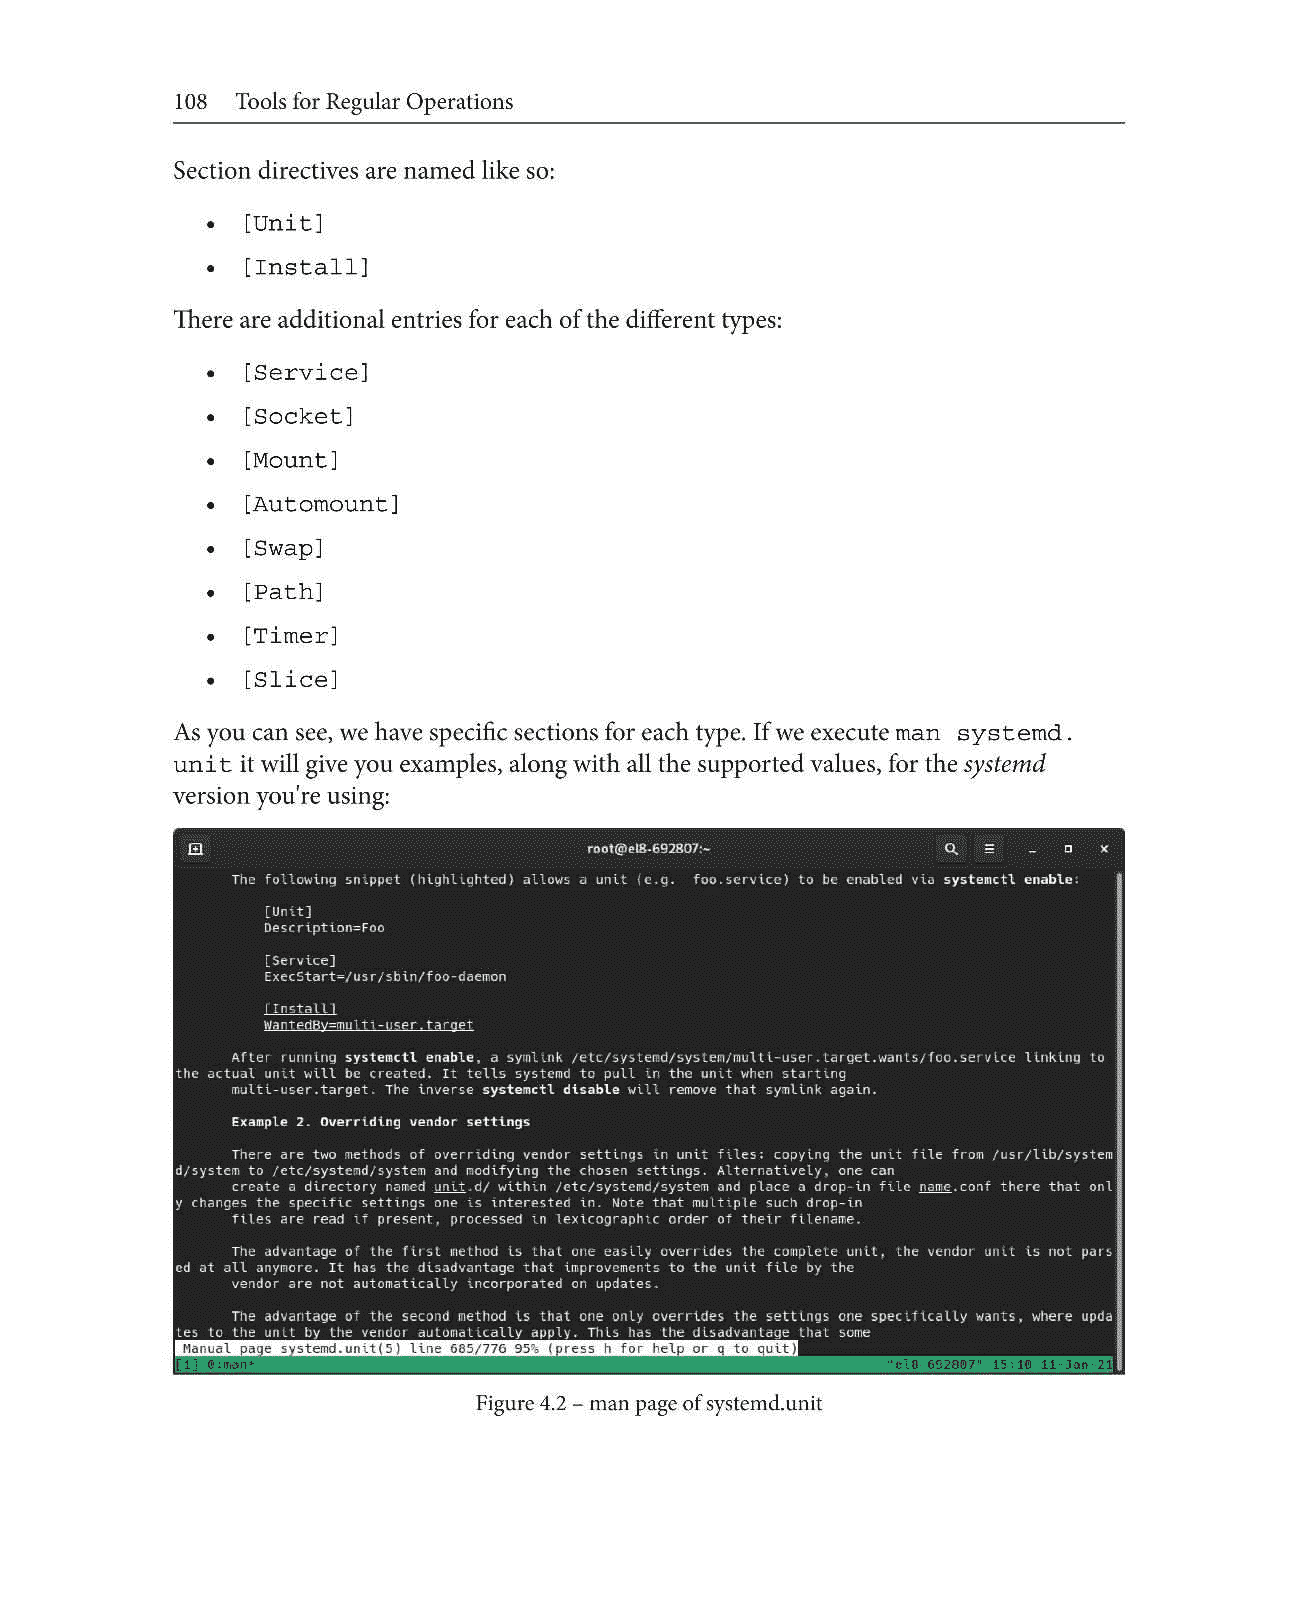 108 Tools for Regular Operations
Section directives are named like so:
• [Unit]
• [Install]
There are additional entries for each of the different types:
• [Service]
• [Socket]
• [Mount]
• [Automount]
• [Swap]
• [Path]
• [Timer]
• [Slice]
As you can see, we have specific sections for each type. If we execute man systemd.
unit it will give you examples, along with all the supported values, for the systemd
version you're using:
root@el8-692807:~
The following snippet (highlighted) allows a unit (e.g. foo.service) to be enabled via systemctl enable:
[Unit]
Description=Foo
[Service]
ExecStart=/usr/sbin/foo-daemon
[Install]
WantedBy=multi-user.target
After running systemctl enable, a symlink /etc/systemd/system/multi-user.target.wants/foo.service linking to
the actual unit will be created. It tells systemd to pull in the unit when starting
multi-user.target. The inverse systemctl disable will remove that symlink again.
Example 2. Overriding vendor settings
There are two methods of overriding vendor settings in unit files: copying the unit file from /usr/lib/system
d/system to /etc/systemd/system and modifying the chosen settings. Alternatively, one can
create a directory named unit.d/ within /etc/systemd/system and place a drop-in file name.conf there that onl
y changes the specific settings one is interested in. Note that multiple such drop-in
files are read if present, processed in lexicographic order of their filename.
The advantage of the first method is that one easily overrides the complete unit, the vendor unit is not pars
ed at all anymore. It has the disadvantage that improvements to the unit file by the
vendor are not automatically incorporated on updates.
The advantage of the second method is that one only overrides the settings one specifically wants, where upda
tes to the unit by the vendor automatically apply. This has the disadvantage that some
Manual page systemd.unit(5) line 685/776 95% (press h for help or q to quit)
[1] 0:man* "el8-692807" 15:10 11-Jan-21
Figure 4.2 – man page of systemd.unit